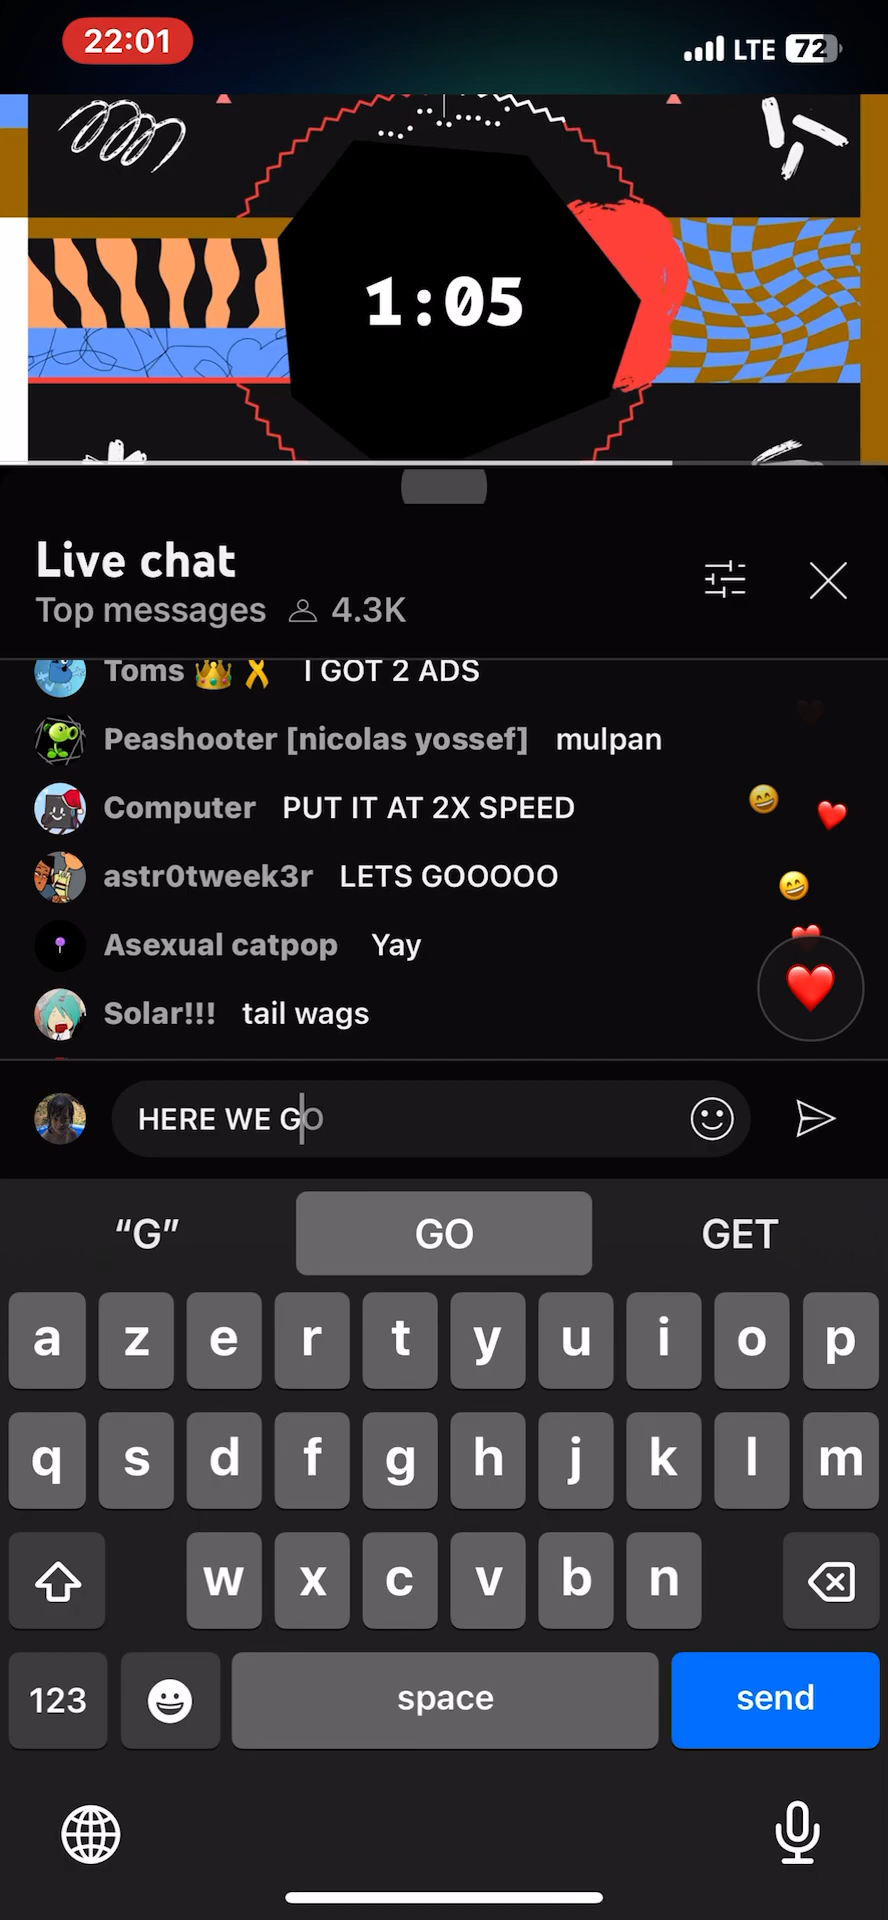 22:01
LTE 72
1:05
Live chat
Top messages 4.3K
Toms 👑 🎗 I GOT 2 ADS
Peashooter [nicolas yossef] mulpan
Computer PUT IT AT 2X SPEED
astr0tweek3r LETS GOOOOO
Asexual catpop Yay
Solar!!! tail wags
HERE WE GO
“G” GO GET
a z e r t y u i o p
q s d f g h j k l m
w x c v b n
123 space send